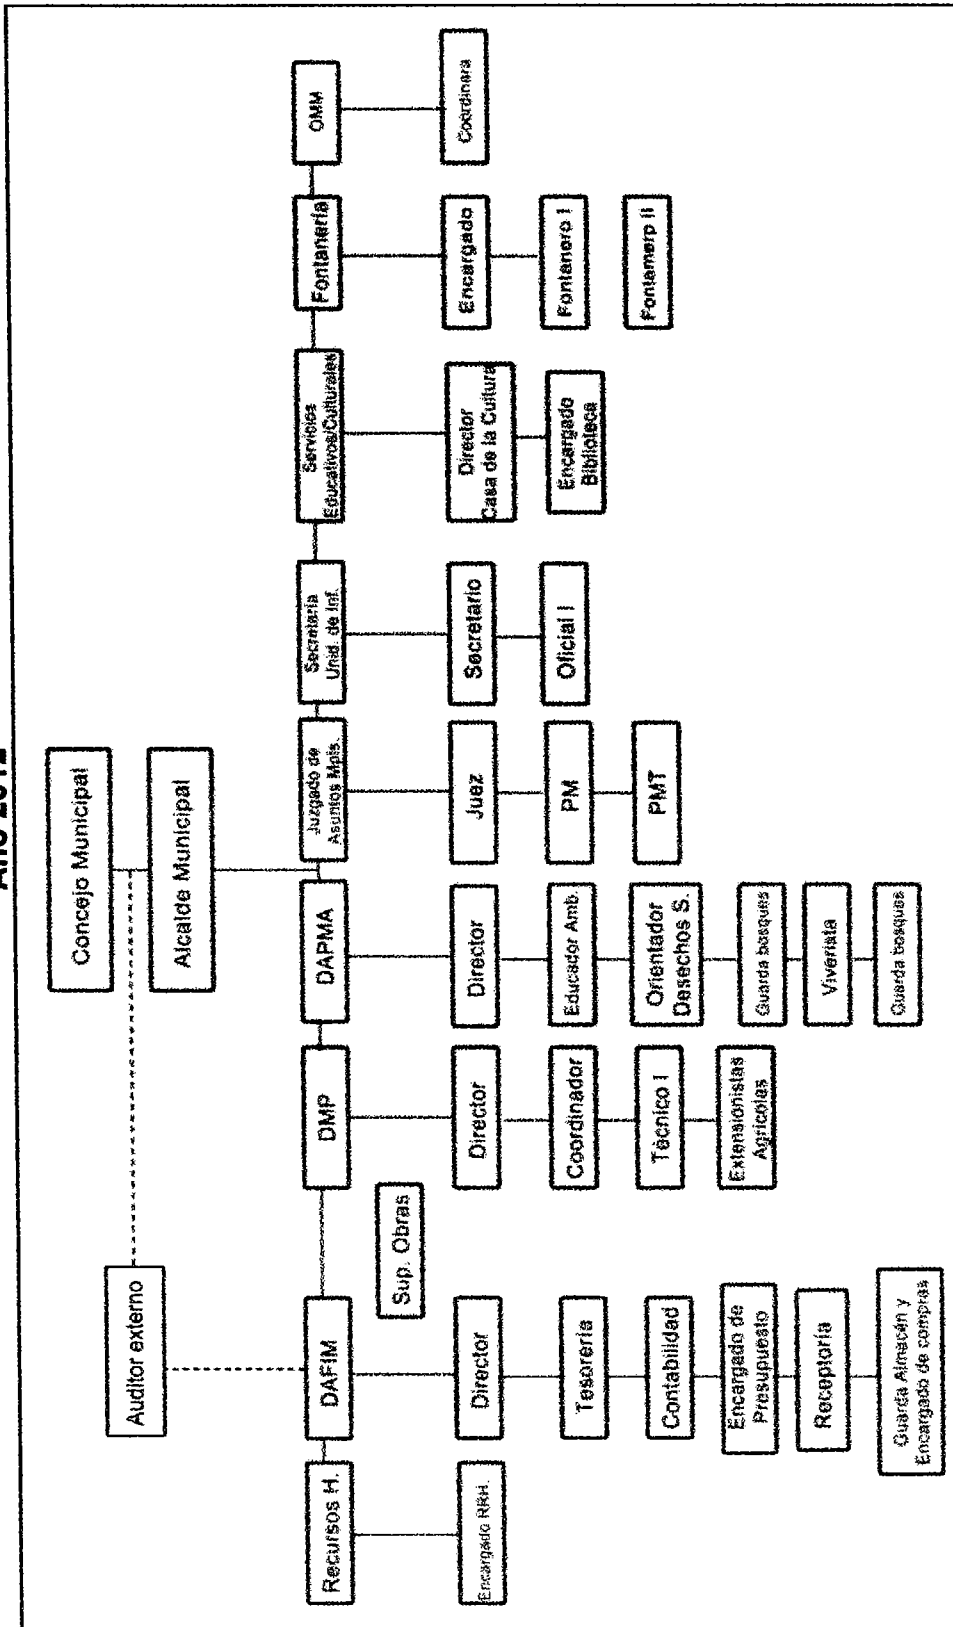 Año 2012
Concejo Municipal
Alcalde Municipal
Auditor externo
Recursos H.
DAFIM
DMP
DAPMA
Juzgado de
Asuntos Mpls.
Secretaria
Unid. de Inf.
Servicios
Educativos/Culturales
Fontanería
OMM
Sup. Obras
Encargado RRH.
Director
Tesorería
Contabilidad
Encargado de
Presupuesto
Receptoría
Guarda Almacén y
Encargado de compras
Director
Coordinador
Técnico I
Extensionistas
Agrícolas
Director
Educador Amb.
Orientador
Desechos S.
Guarda bosques
Viverista
Guarda bosques
Juez
PM
PMT
Secretario
Oficial I
Director
Casa de la Cultura
Encargado
Biblioteca
Encargado
Fontanero I
Fontamero II
Coordinara